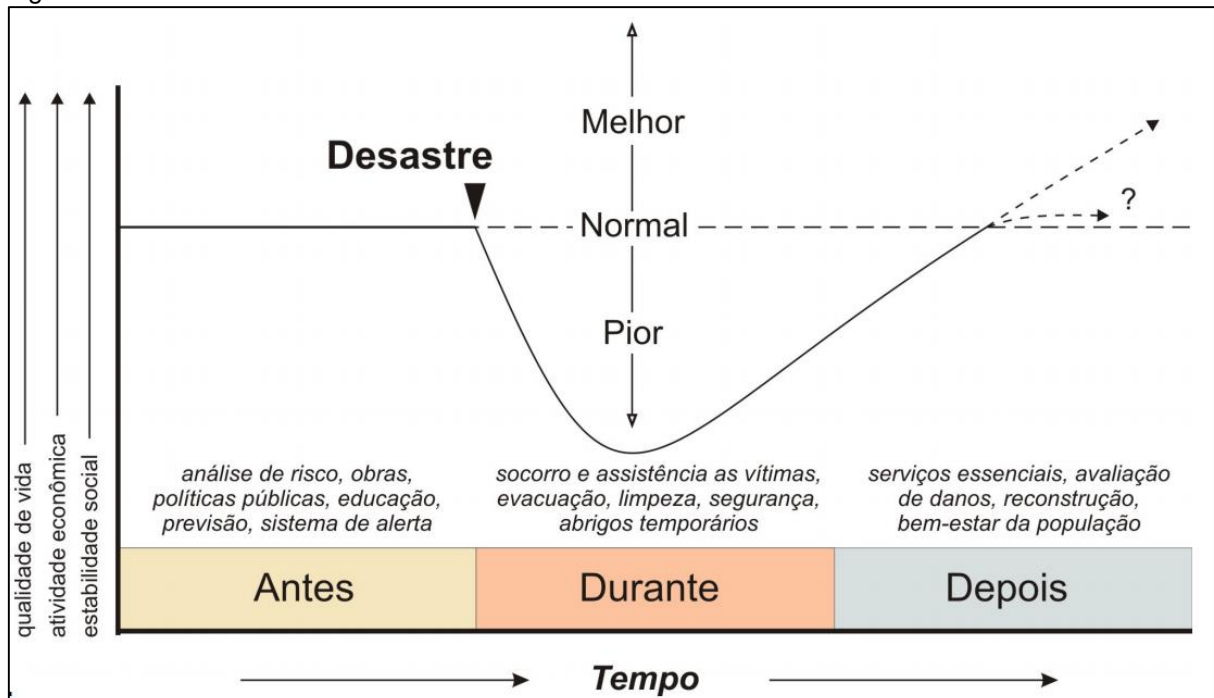 Melhor
Desastre
Normal
?
Pior
qualidade de vida
atividade econômica
estabilidade social
análise de risco, obras,
políticas públicas, educação,
previsão, sistema de alerta
socorro e assistência as vítimas,
evacuação, limpeza, segurança,
abrigos temporários
serviços essenciais, avaliação
de danos, reconstrução,
bem-estar da população
Antes
Durante
Depois
Tempo